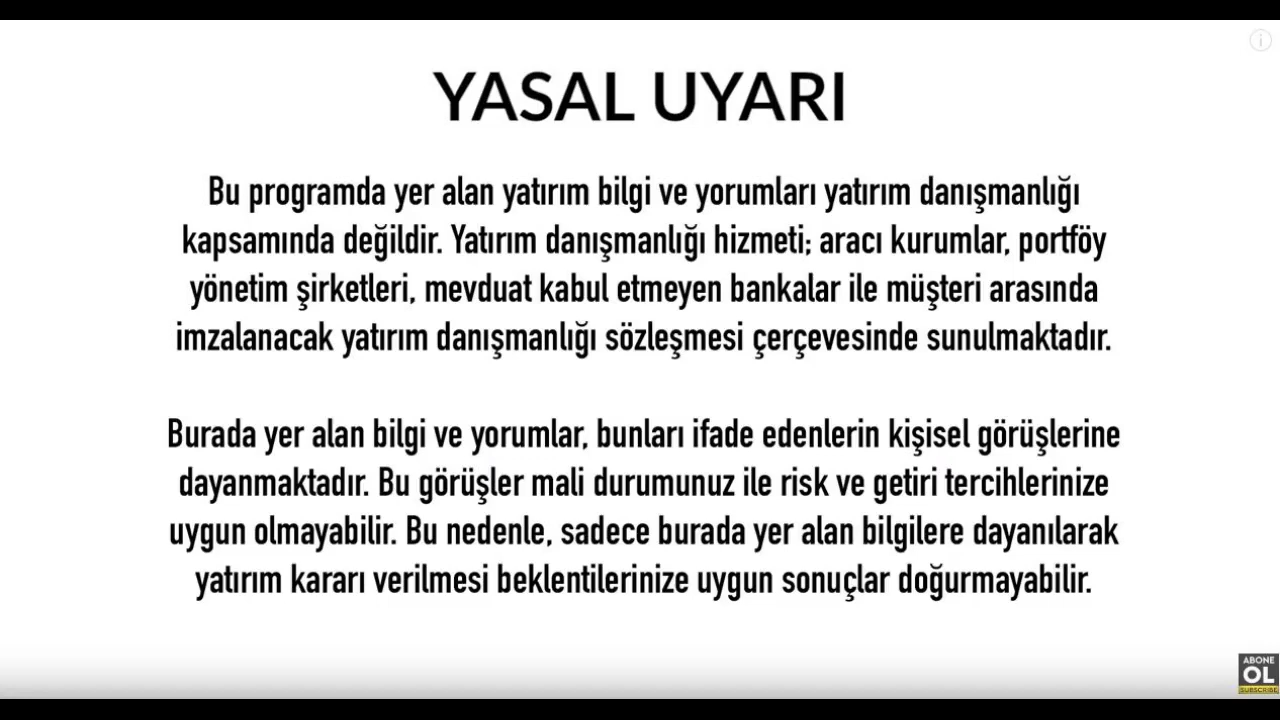 YASAL UYARI
Bu programda yer alan yatırım bilgi ve yorumları yatırım danışmanlığı
kapsamında değildir. Yatırım danışmanlığı hizmeti; aracı kurumlar, portföy
yönetim şirketleri, mevduat kabul etmeyen bankalar ile müşteri arasında
imzalanacak yatırım danışmanlığı sözleşmesi çerçevesinde sunulmaktadır.
Burada yer alan bilgi ve yorumlar, bunları ifade edenlerin kişisel görüşlerine
dayanmaktadır. Bu görüşler mali durumunuz ile risk ve getiri tercihlerinize
uygun olmayabilir. Bu nedenle, sadece burada yer alan bilgilere dayanılarak
yatırım kararı verilmesi beklentilerinize uygun sonuçlar doğurmayabilir.
ABONE
OL
SUBSCRIBE